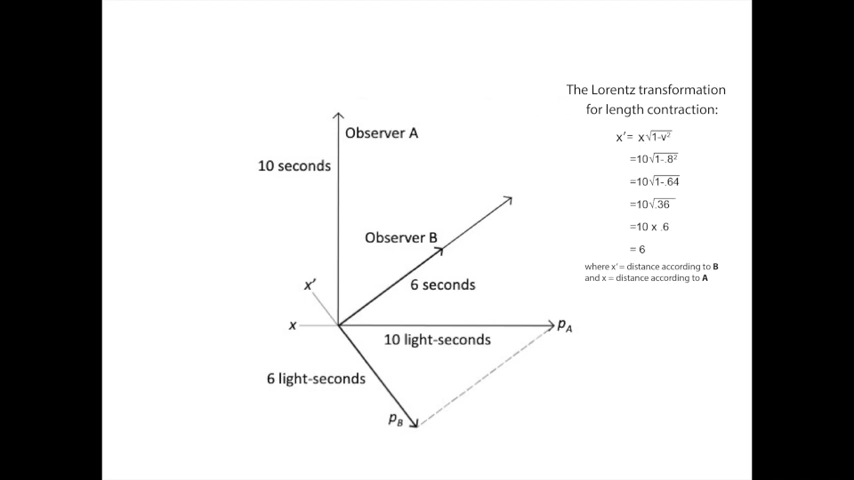 The Lorentz transformation
for length contraction:
x′= x√1-v²
=10√1-.8²
=10√1-.64
=10√.36
=10 x .6
= 6
where x′= distance according to B
and x = distance according to A
Observer A
10 seconds
Observer B
6 seconds
x′
x
pA
10 light-seconds
6 light-seconds
pB